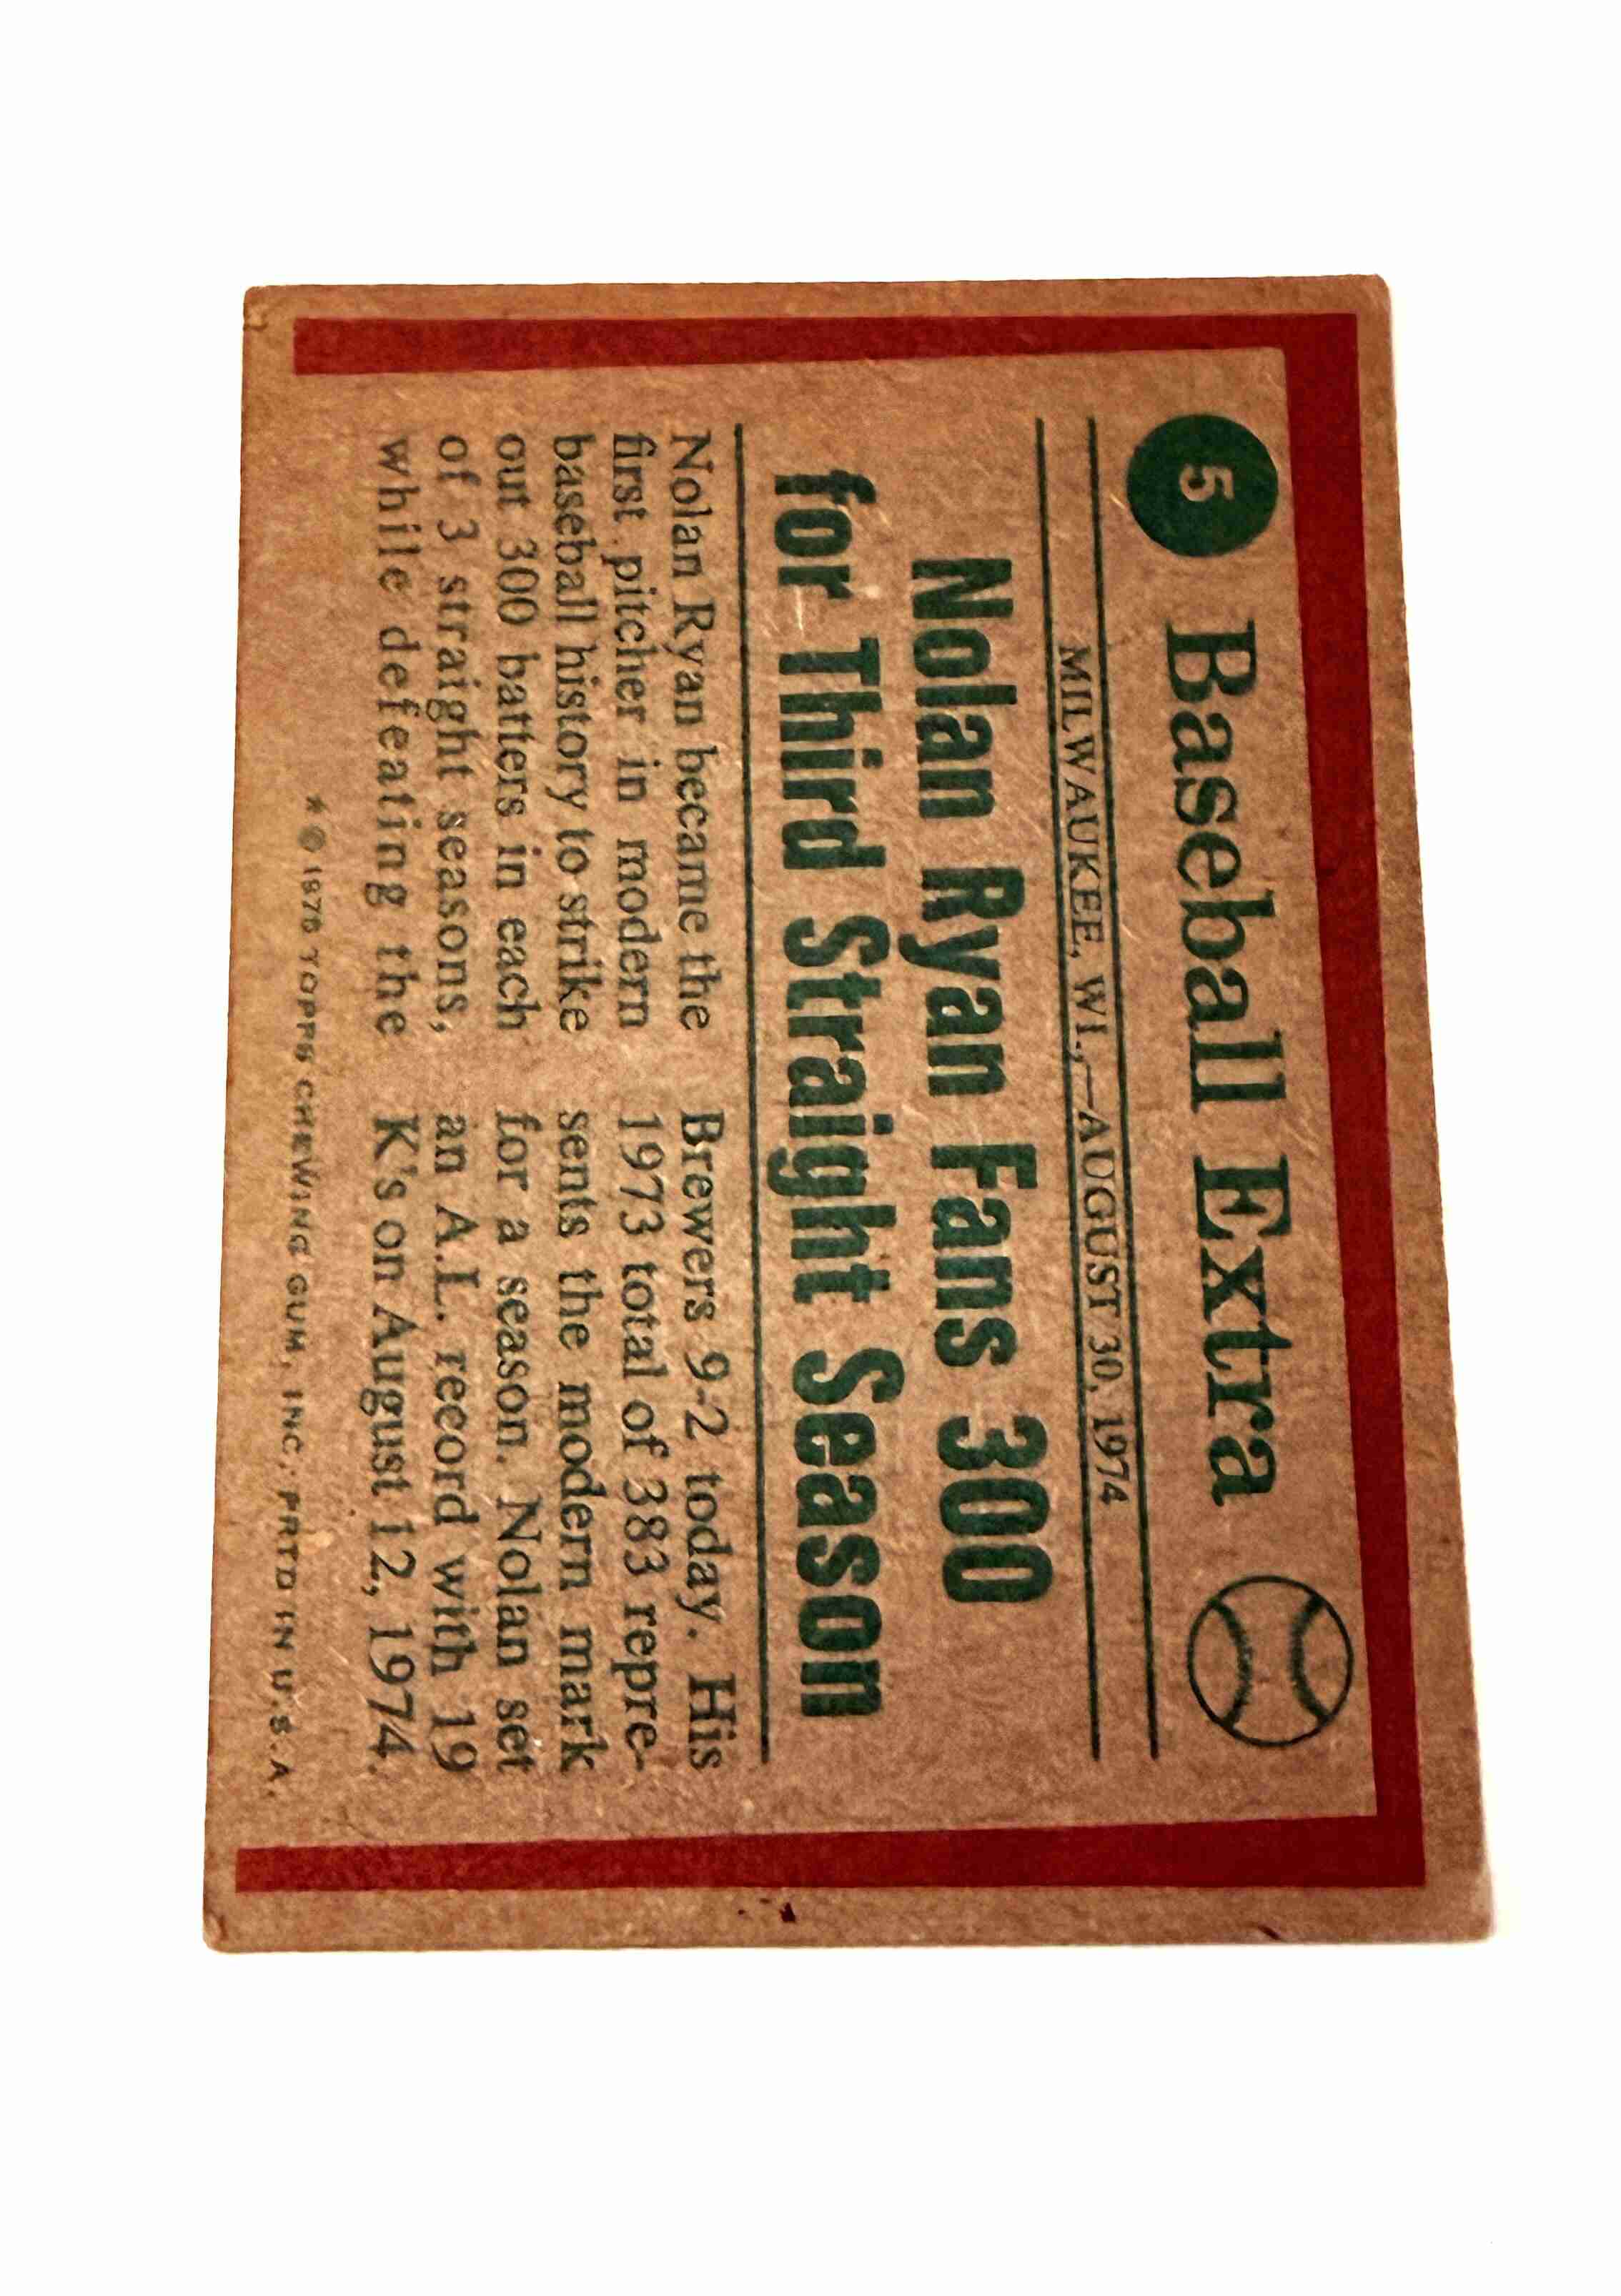 5 Baseball Extra
MILWAUKEE, WI.,—AUGUST 30, 1974
Nolan Ryan Fans 300
for Third Straight Season
Nolan Ryan became the
first pitcher in modern
baseball history to strike
out 300 batters in each
of 3 straight seasons,
while defeating the
Brewers 9-2 today. His
1973 total of 383 repre-
sents the modern mark
for a season. Nolan set
an A.L. record with 19
K's on August 12, 1974.
* © 1975 TOPPS CHEWING GUM, INC. PRTD IN U.S.A.